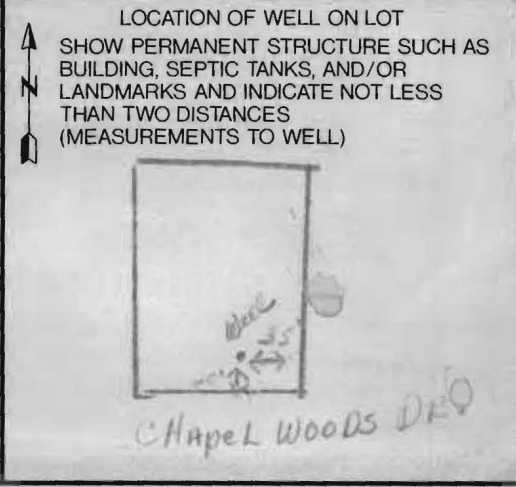 LOCATION OF WELL ON LOT
SHOW PERMANENT STRUCTURE SUCH AS
BUILDING, SEPTIC TANKS, AND/OR
LANDMARKS AND INDICATE NOT LESS
THAN TWO DISTANCES
(MEASUREMENTS TO WELL)
N
Well
35'
CHAPEL WOODS DR